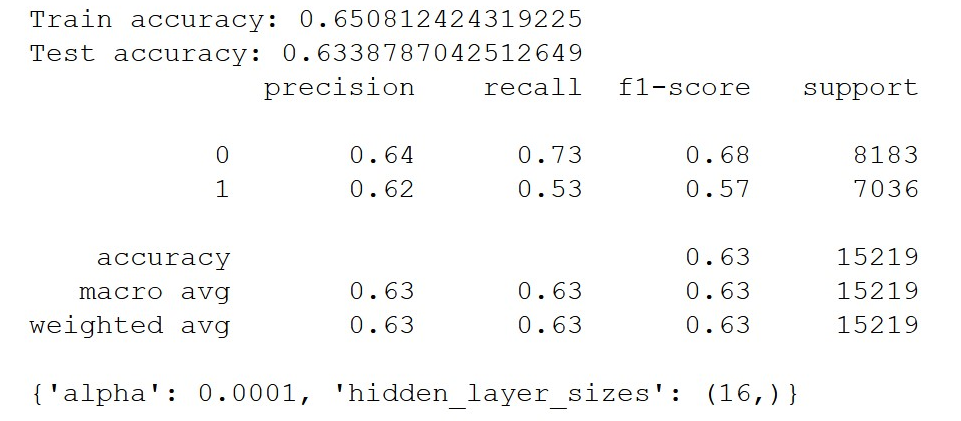 Train accuracy: 0.650812424319225
Test accuracy: 0.6338787042512649
precision recall f1-score support
0 0.64 0.73 0.68 8183
1 0.62 0.53 0.57 7036
accuracy 0.63 15219
macro avg 0.63 0.63 0.63 15219
weighted avg 0.63 0.63 0.63 15219
{'alpha': 0.0001, 'hidden_layer_sizes': (16,)}